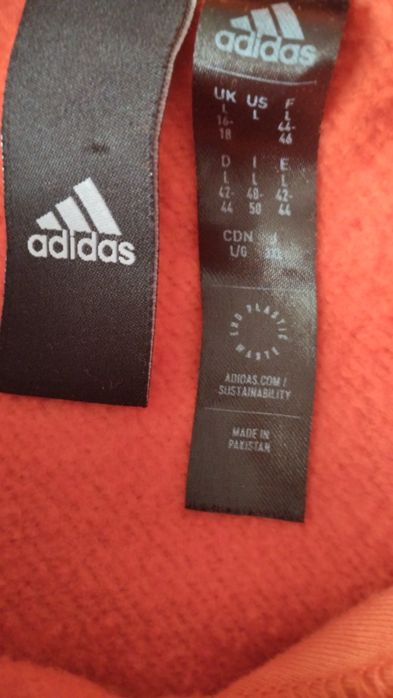 adidas
adidas
UK US F
L L L
16- 44-
18 46
D I E
L L L
42- 48- 42-
44 50 44
CDN J
L/G
END PLASTIC WASTE
ADIDAS.COM/
SUSTAINABILITY
MADE IN
PAKISTAN